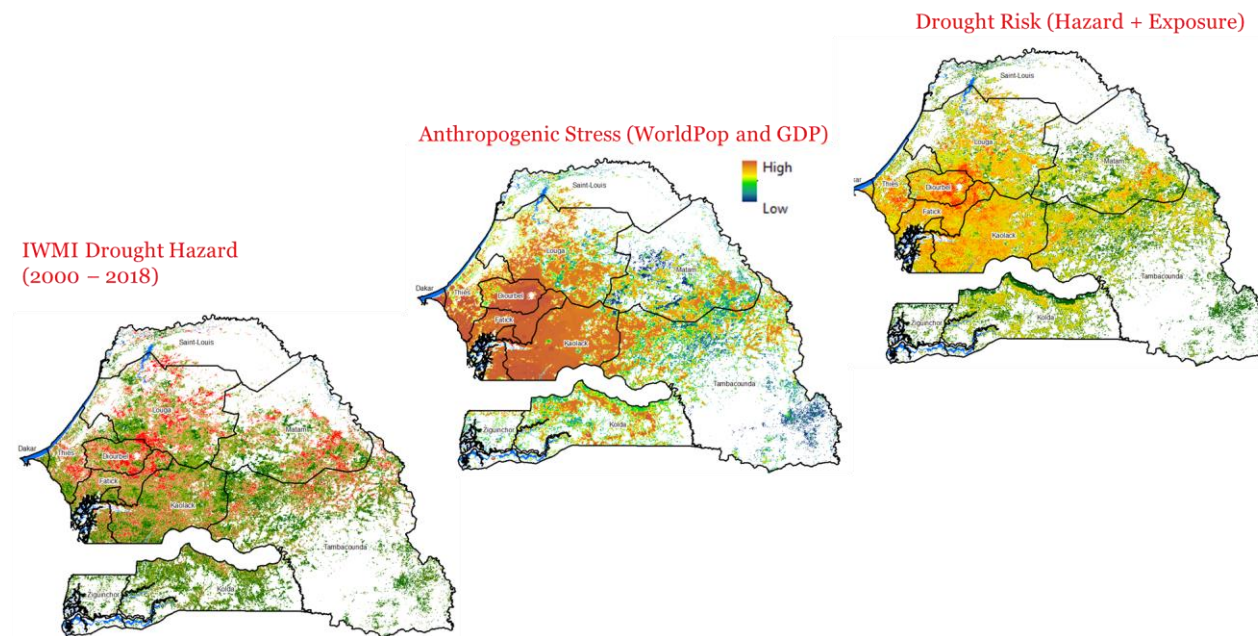 Drought Risk (Hazard + Exposure)
Saint-Louis
Louga
Matam
Thies
Diourbel
ar
Fatick
Kaolack
Tambacounda
Ziguinchor
Kolda
Anthropogenic Stress (WorldPop and GDP)
High
Low
Saint-Louis
Louga
Matam
Dakar
Thies
Diourbel
Fatick
Kaolack
Tambacounda
Ziguinchor
Kolda
IWMI Drought Hazard
(2000 – 2018)
Saint-Louis
Louga
Matam
Dakar
Thies
Diourbel
Fatick
Kaolack
Tambacounda
Ziguinchor
Kolda